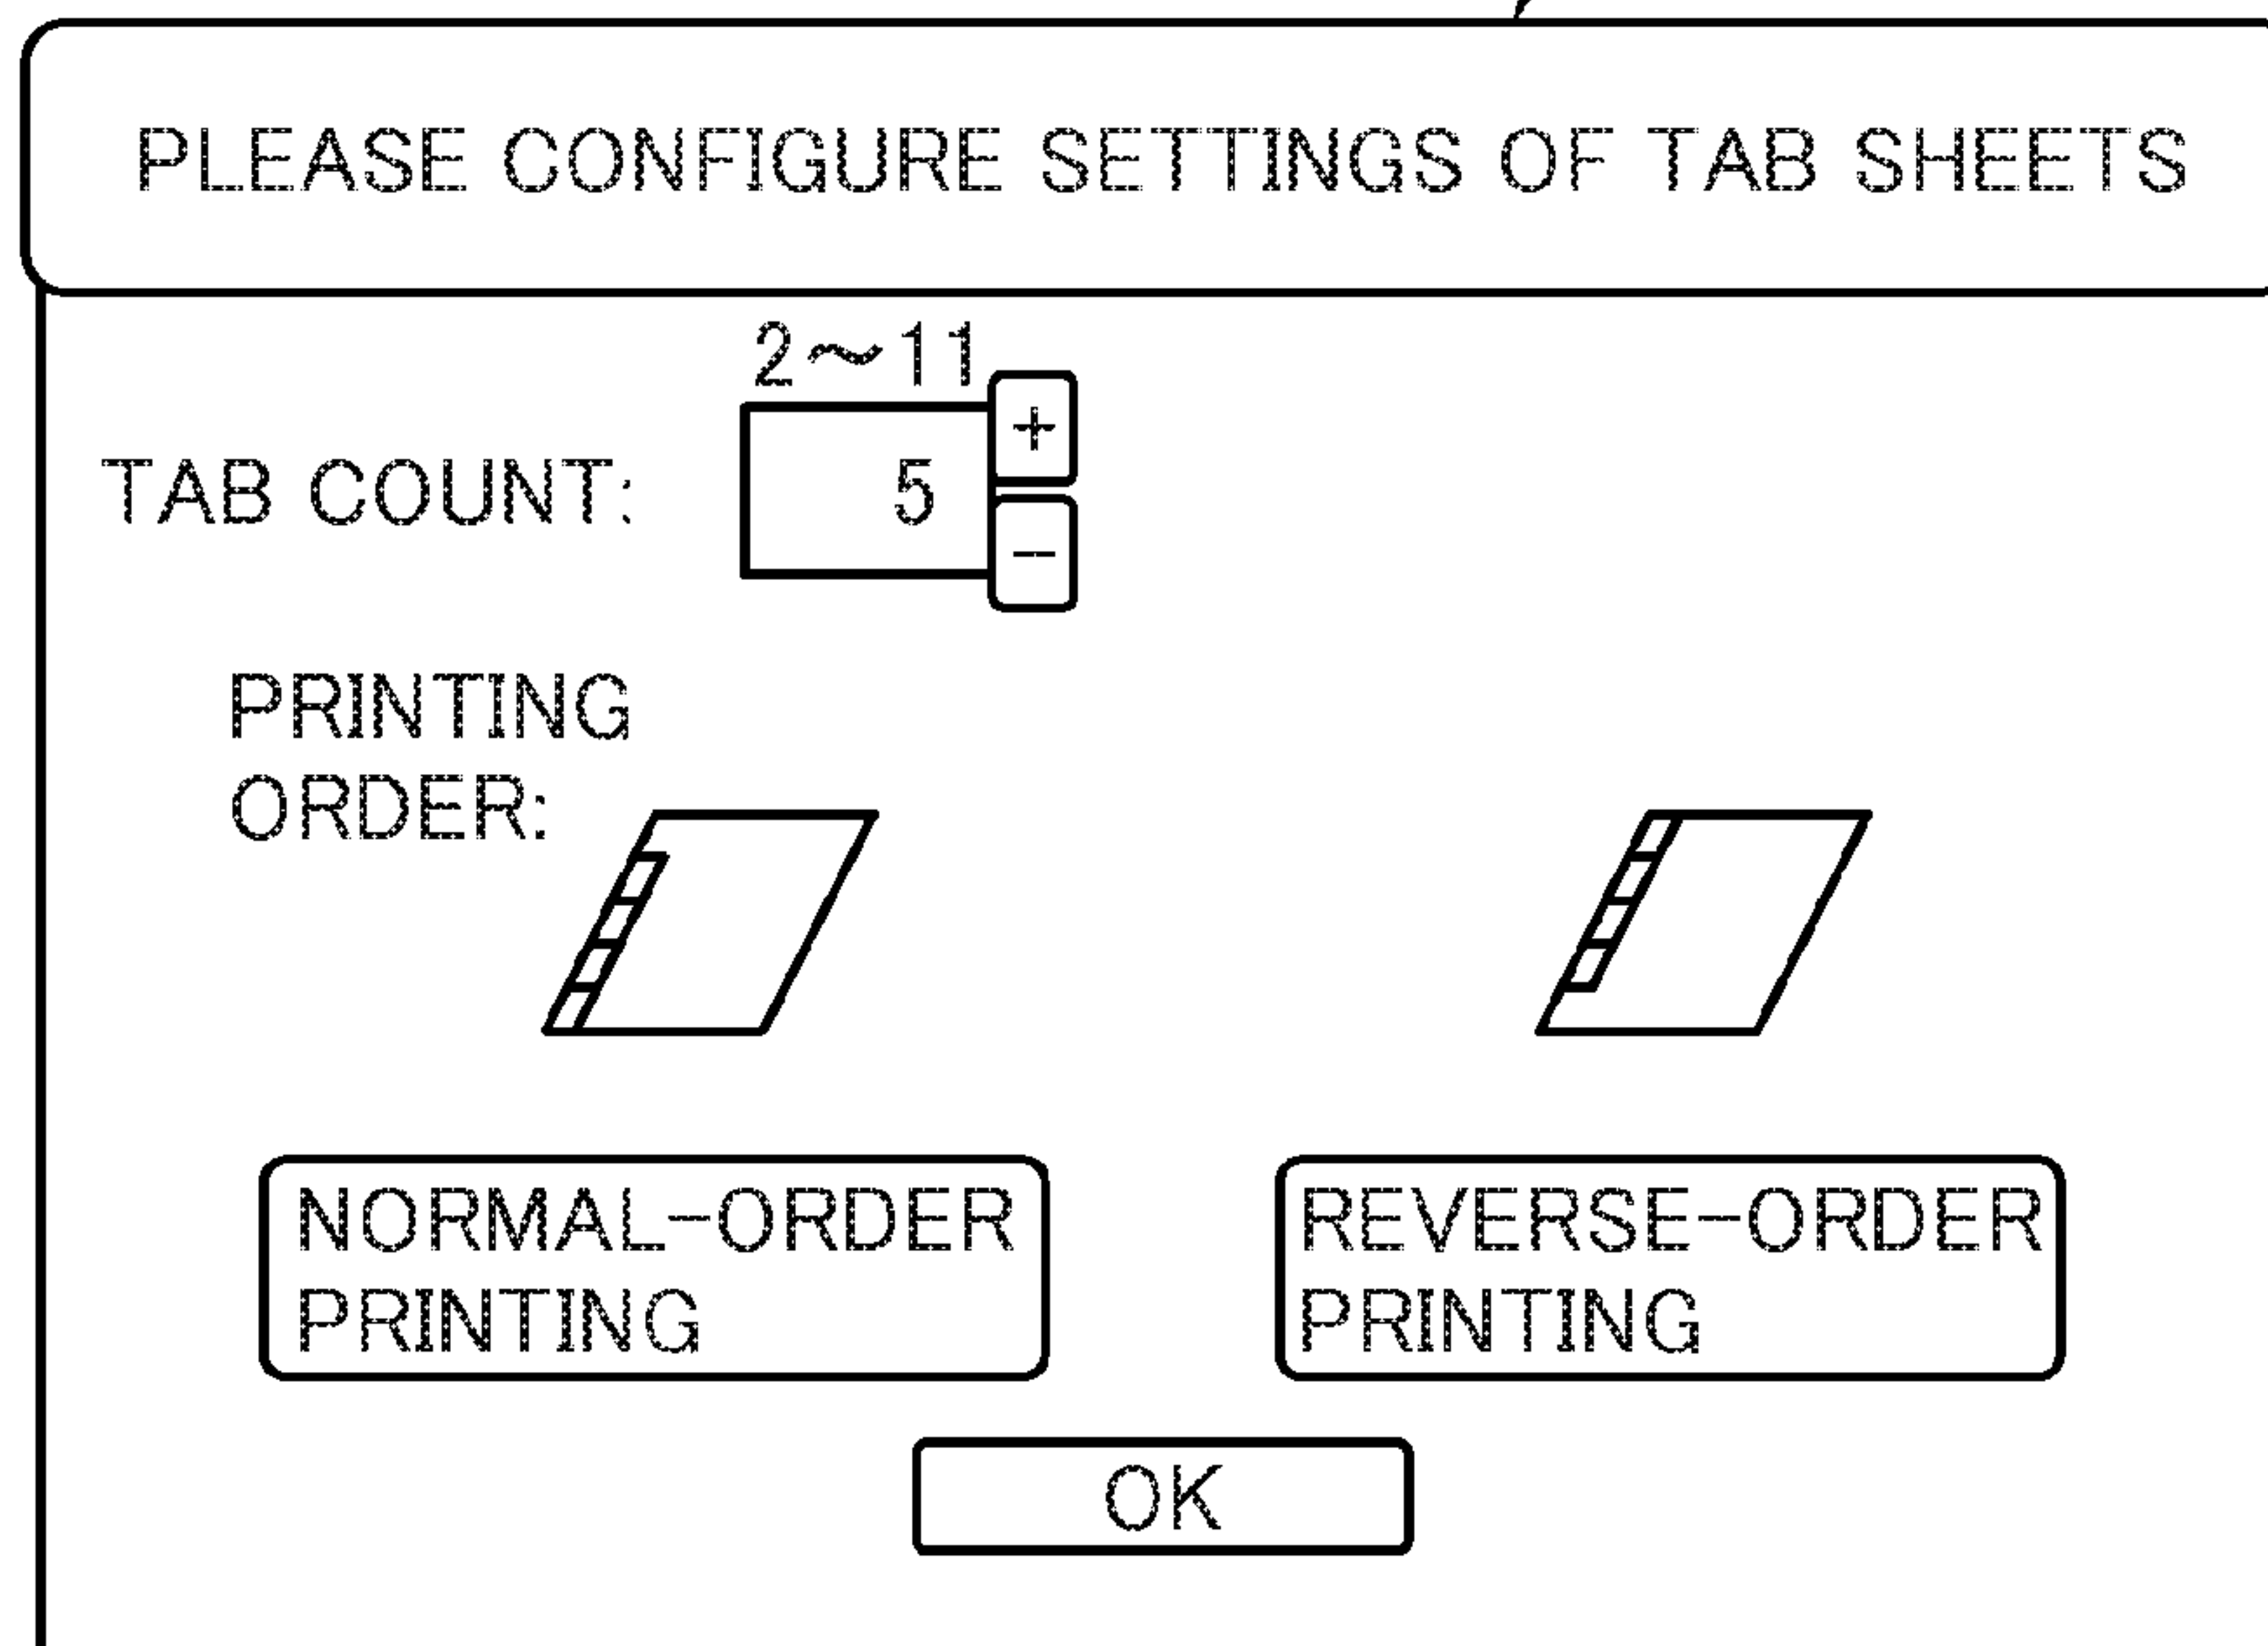 PLEASE CONFIGURE SETTINGS OF TAB SHEETS
2～11
TAB COUNT: 5
+
−
PRINTING
ORDER:
NORMAL-ORDER
PRINTING
REVERSE-ORDER
PRINTING
OK